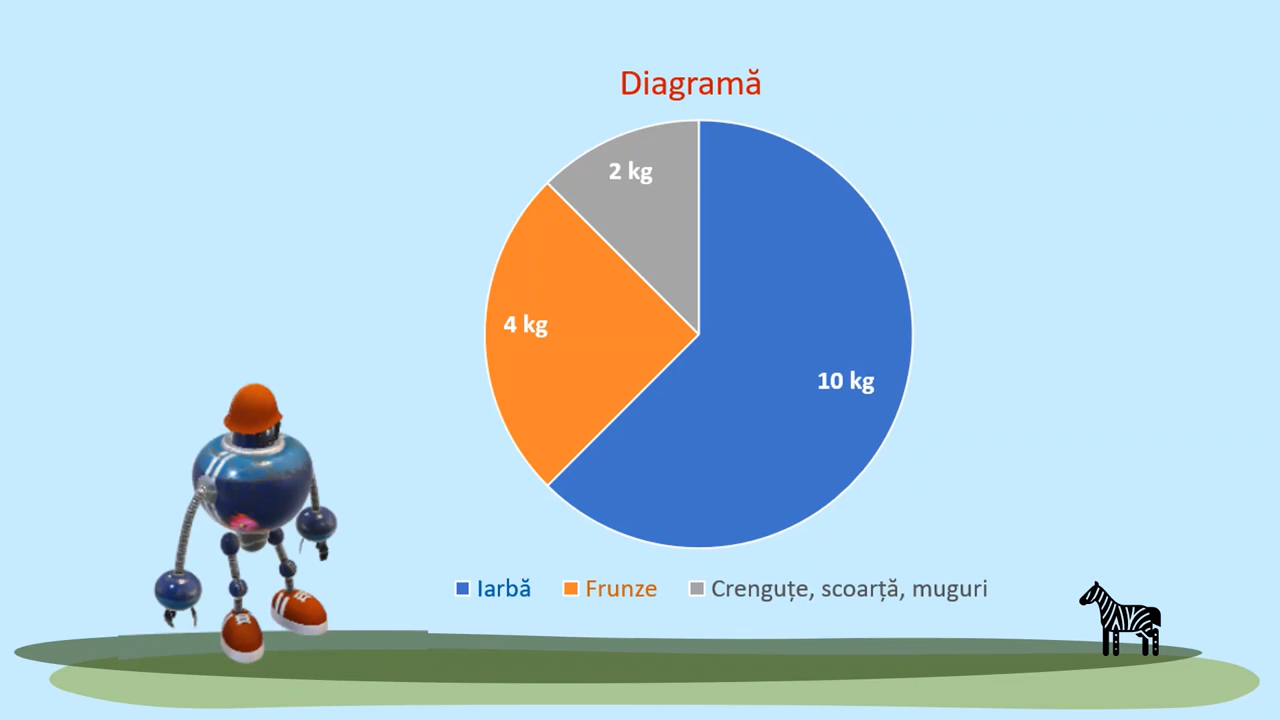 Diagramă
2 kg
4 kg
10 kg
Iarbă Frunze Crenguțe, scoarță, muguri